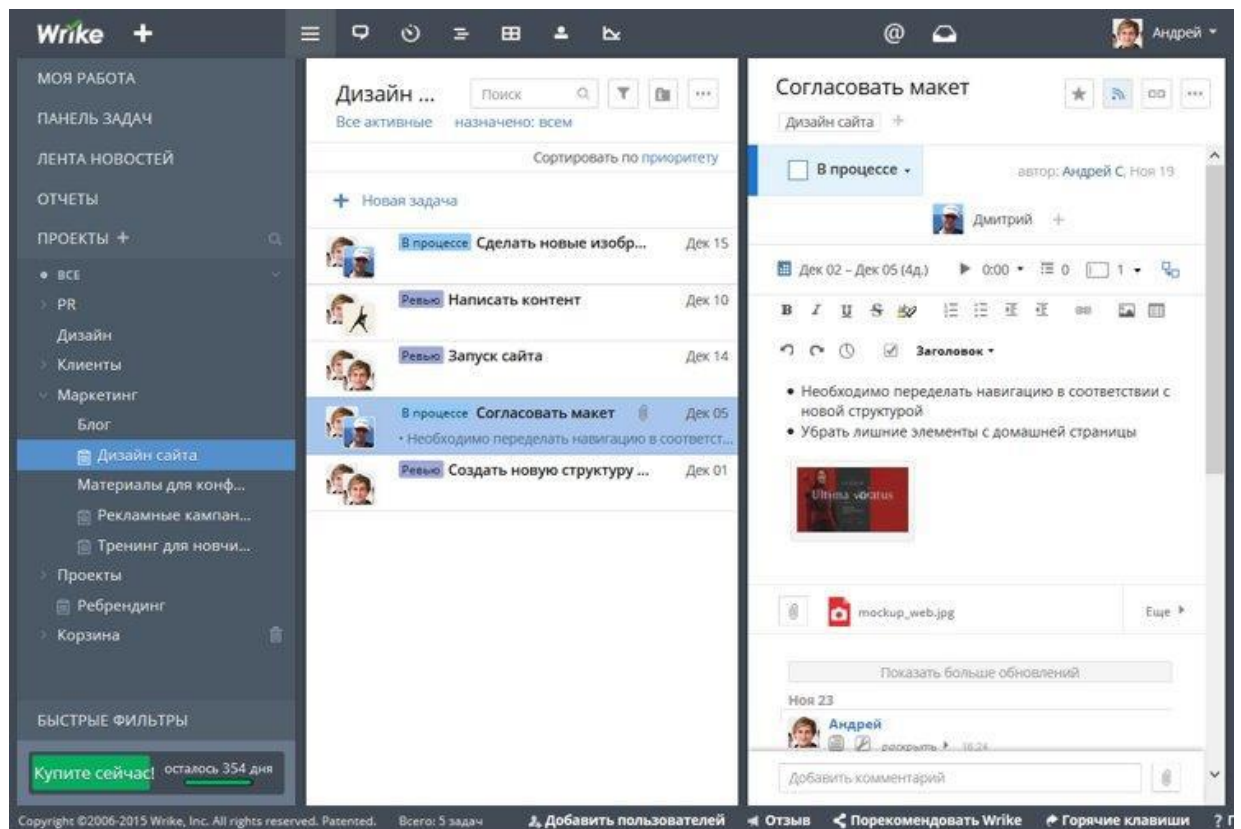 Wrike
@
Андрей
МОЯ РАБОТА
ПАНЕЛЬ ЗАДАЧ
ЛЕНТА НОВОСТЕЙ
ОТЧЕТЫ
ПРОЕКТЫ +
ВСЕ
PR
Дизайн
Клиенты
Маркетинг
Блог
Дизайн сайта
Материалы для конф...
Рекламные кампан...
Тренинг для новчи...
Проекты
Ребрендинг
Корзина
БЫСТРЫЕ ФИЛЬТРЫ
Купите сейчас! осталось 354 дня
Дизайн ... Поиск
Все активные назначено: всем
Сортировать по приоритету
+ Новая задача
В процессе Сделать новые изобр... Дек 15
Ревью Написать контент Дек 10
Ревью Запуск сайта Дек 14
В процессе Согласовать макет Дек 05
• Необходимо переделать навигацию в соответст...
Ревью Создать новую структуру ... Дек 01
Согласовать макет
Дизайн сайта +
В процессе автор: Андрей С, Ноя 19
Дмитрий +
Дек 02 – Дек 05 (4д.) 0:00 0 1
B I U S
Заголовок
• Необходимо переделать навигацию в соответствии с
новой структурой
• Убрать лишние элементы с домашней страницы
mockup_web.jpg Еще
Показать больше обновлений
Ноя 23
Андрей
раскрыть 16:24
Добавить комментарий
Copyright ©2006-2015 Wrike, Inc. All rights reserved. Patented. Всего: 5 задач Добавить пользователей Отзыв Порекомендовать Wrike Горячие клавиши ?